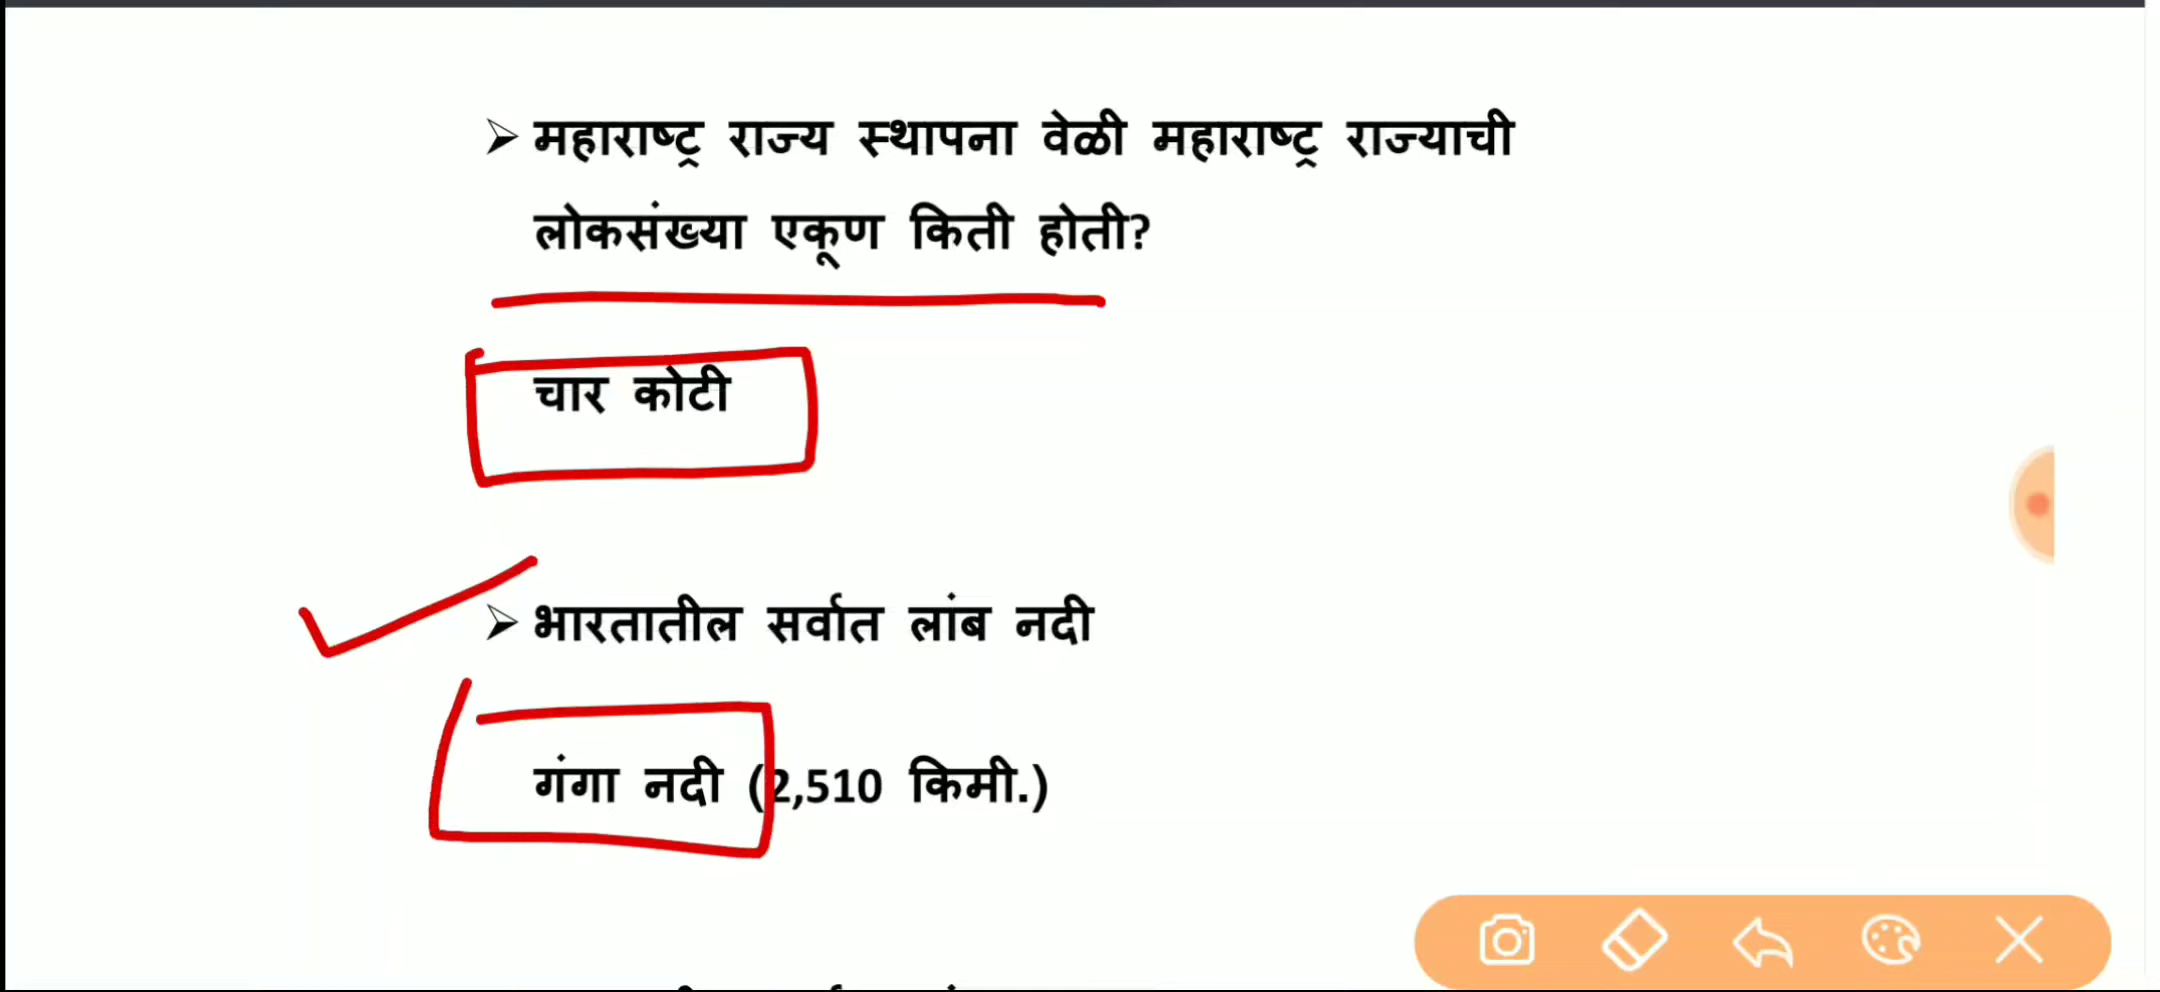 ➢ महाराष्ट्र राज्य स्थापना वेळी महाराष्ट्र राज्याची
लोकसंख्या एकूण किती होती?
चार कोटी
➢ भारतातील सर्वात लांब नदी
गंगा नदी (2,510 किमी.)